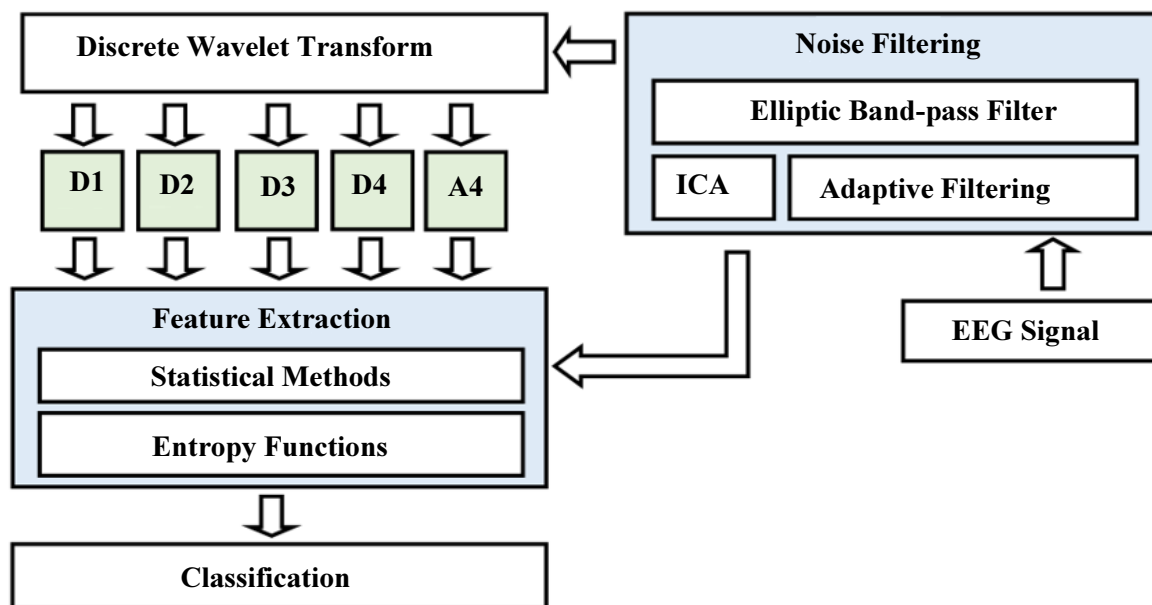 Discrete Wavelet Transform
Noise Filtering
Elliptic Band-pass Filter
ICA
Adaptive Filtering
D1
D2
D3
D4
A4
EEG Signal
Feature Extraction
Statistical Methods
Entropy Functions
Classification